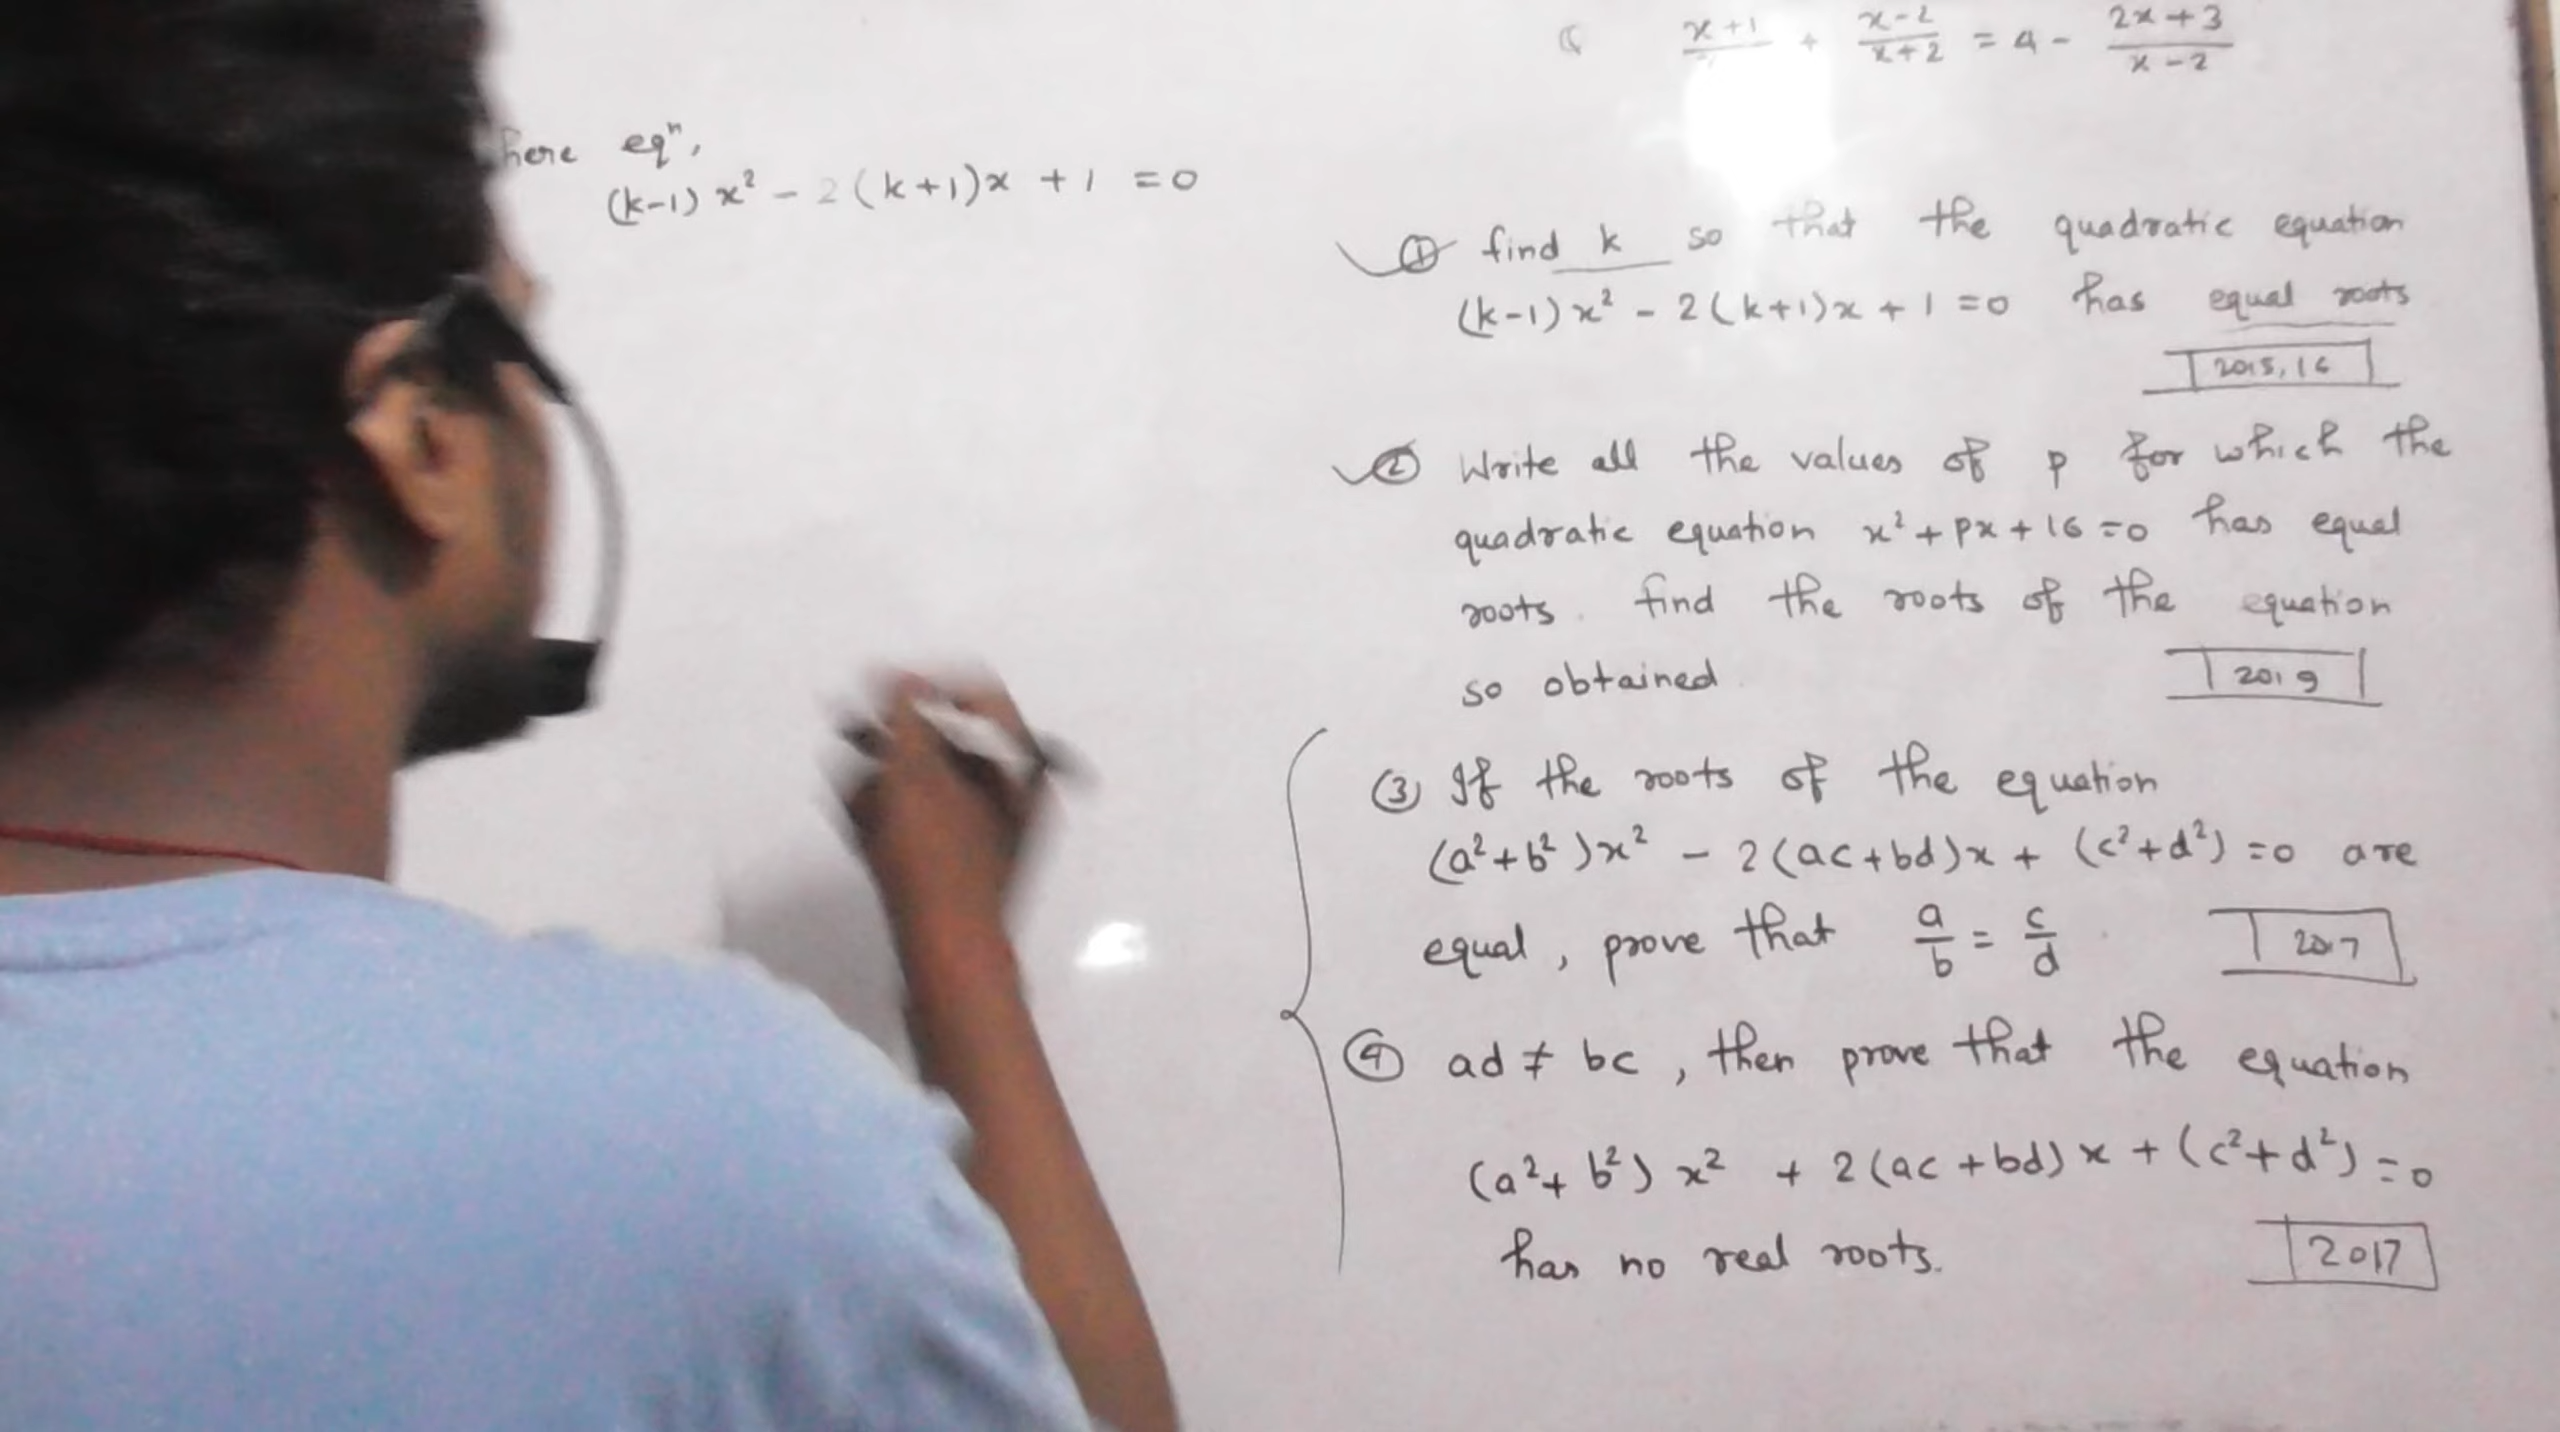 x+1 + x-2/x+2 = 4 - 2x+3/x-2
here eqⁿ,
(k-1) x² - 2 (k+1)x + 1 = 0
① find k so that the quadratic equation
(k-1) x² - 2(k+1)x + 1 = 0 has equal roots
2015, 16
② Write all the values of p for which the
quadratic equation x² + px + 16 = 0 has equal
roots. find the roots of the equation
so obtained
2019
③ If the roots of the equation
(a² + b²)x² - 2(ac+bd)x + (c²+d²) = 0 are
equal, prove that a/b = c/d
2017
④ ad ≠ bc, then prove that the equation
(a² + b²) x² + 2(ac + bd) x + (c² + d²) = 0
has no real roots.
2017